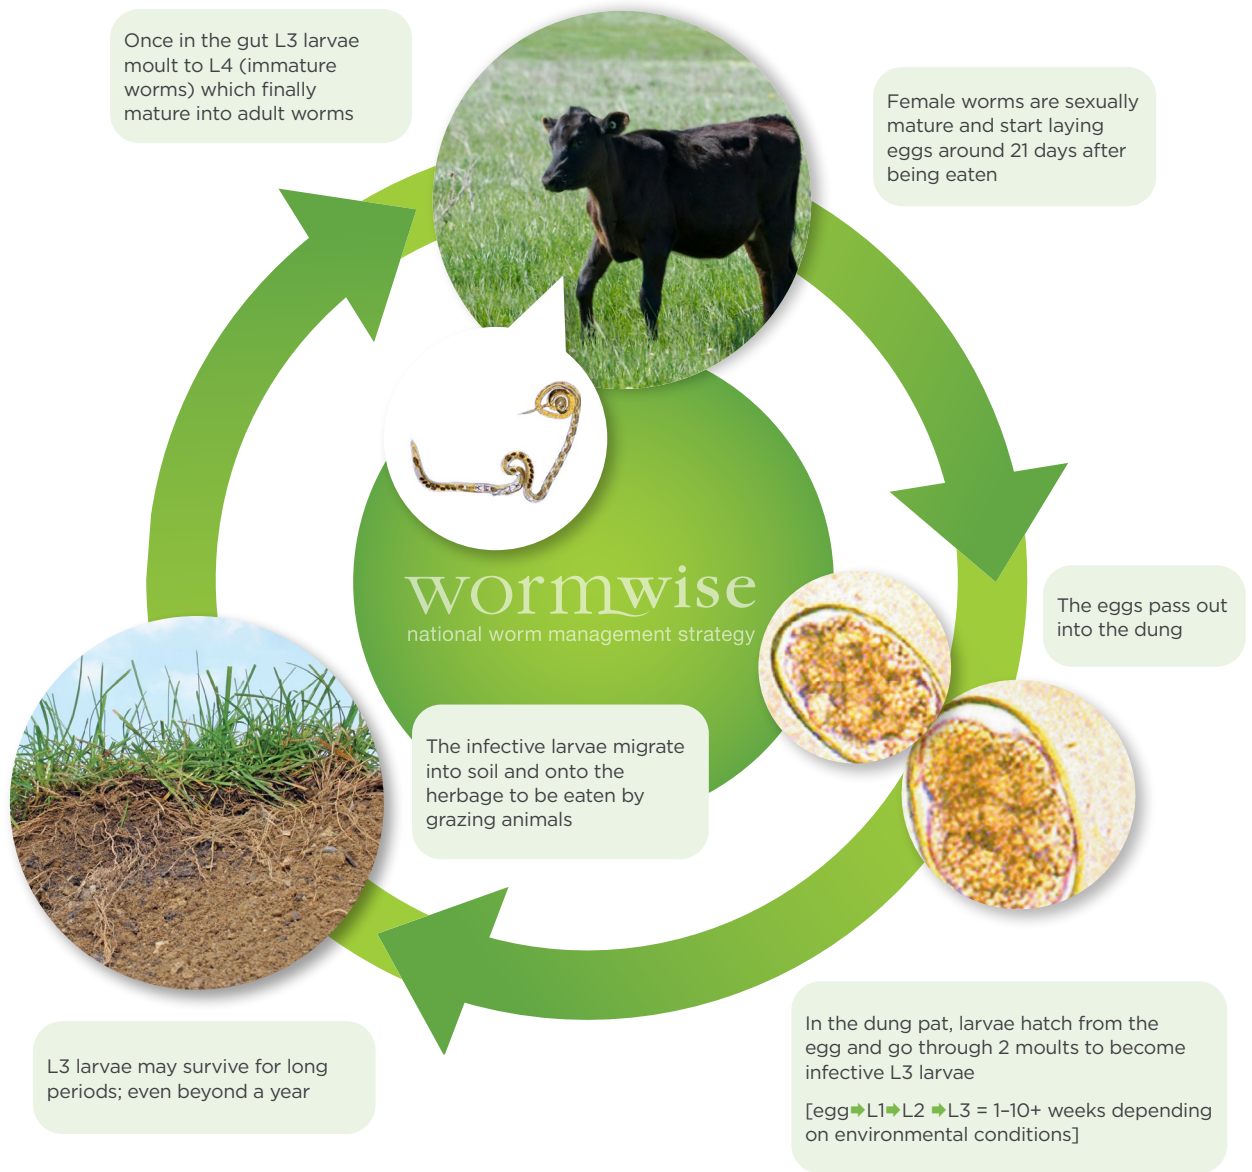 Once in the gut L3 larvae
moult to L4 (immature
worms) which finally
mature into adult worms
Female worms are sexually
mature and start laying
eggs around 21 days after
being eaten
wormwise
national worm management strategy
The eggs pass out
into the dung
The infective larvae migrate
into soil and onto the
herbage to be eaten by
grazing animals
In the dung pat, larvae hatch from the
egg and go through 2 moults to become
infective L3 larvae
[egg➡L1➡L2 ➡L3 = 1–10+ weeks depending
on environmental conditions]
L3 larvae may survive for long
periods; even beyond a year